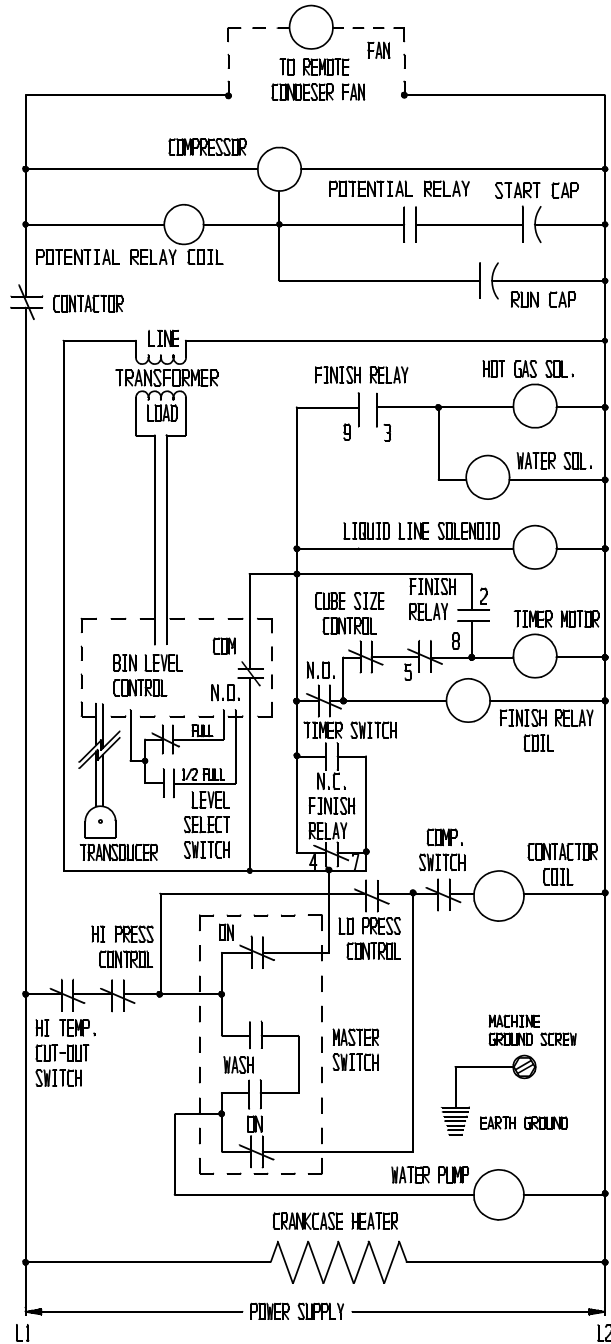 FAN
TO REMOTE
CONDESER FAN
COMPRESSOR
POTENTIAL RELAY
START CAP
POTENTIAL RELAY COIL
RUN CAP
CONTACTOR
LINE
TRANSFORMER
LOAD
FINISH RELAY
9 3
HOT GAS SOL.
WATER SOL.
LIQUID LINE SOLENOID
CUBE SIZE
CONTROL
FINISH
RELAY
2
8
5
TIMER MOTOR
COM
BIN LEVEL
CONTROL
N.O.
N.O.
TIMER SWITCH
FINISH RELAY
COIL
FULL
1/2 FULL
LEVEL
SELECT
SWITCH
TRANSDUCER
N.C.
FINISH
RELAY
4 7
COMP.
SWITCH
CONTACTOR
COIL
LO PRESS
CONTROL
HI PRESS
CONTROL
ON
HI TEMP.
CUT-OUT
SWITCH
WASH
MASTER
SWITCH
ON
MACHINE
GROUND SCREW
EARTH GROUND
WATER PUMP
CRANKCASE HEATER
POWER SUPPLY
L1
L2